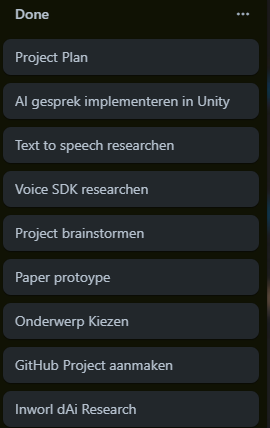 Done
Project Plan
AI gesprek implementeren in Unity
Text to speech researchen
Voice SDK researchen
Project brainstormen
Paper protoype
Onderwerp Kiezen
GitHub Project aanmaken
Inworl dAi Research